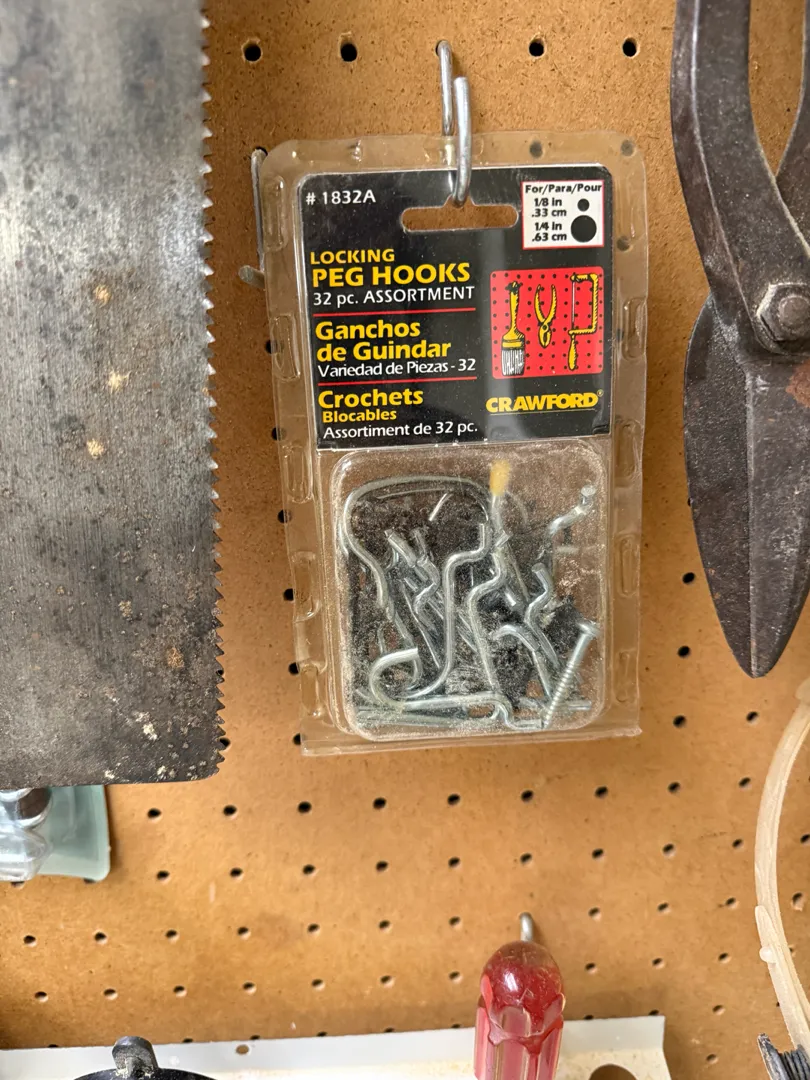 # 1832A
For/Para/Pour
1/8 in
.33 cm
1/4 in
.63 cm
LOCKING
PEG HOOKS
32 pc. ASSORTMENT
Ganchos
de Guindar
Variedad de Piezas - 32
Crochets
Blocables
Assortiment de 32 pc.
CRAWFORD®